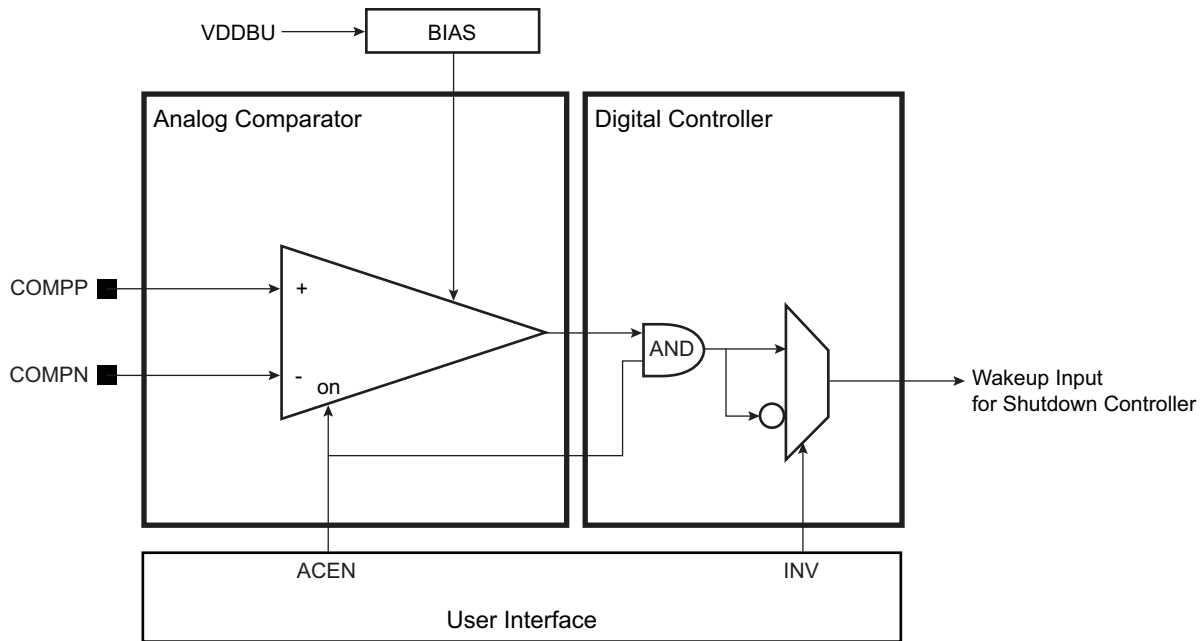 VDDBU
BIAS
Analog Comparator
Digital Controller
COMPP
+
AND
COMPN
-
on
Wakeup Input
for Shutdown Controller
ACEN
INV
User Interface